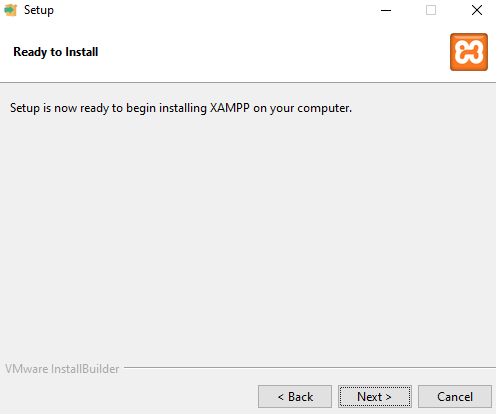 Setup
Ready to Install
Setup is now ready to begin installing XAMPP on your computer.
VMware InstallBuilder
< Back
Next >
Cancel